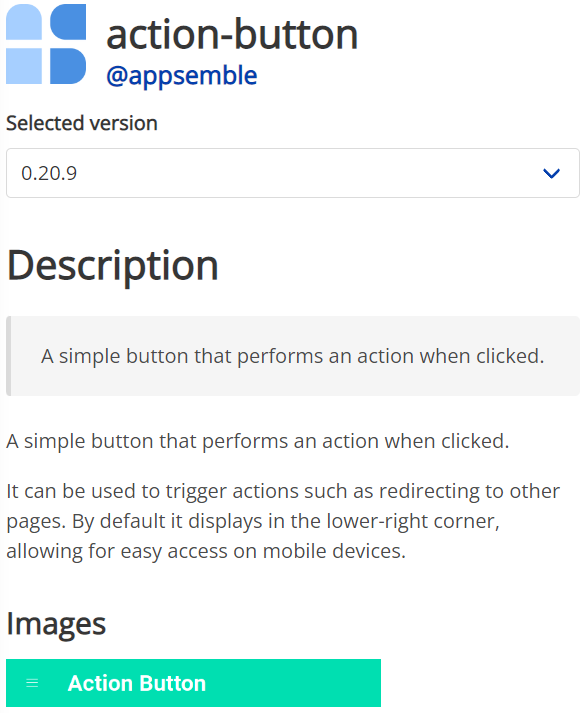 action-button
@appsemble
Selected version
0.20.9
Description
A simple button that performs an action when clicked.
A simple button that performs an action when clicked.
It can be used to trigger actions such as redirecting to other
pages. By default it displays in the lower-right corner,
allowing for easy access on mobile devices.
Images
Action Button